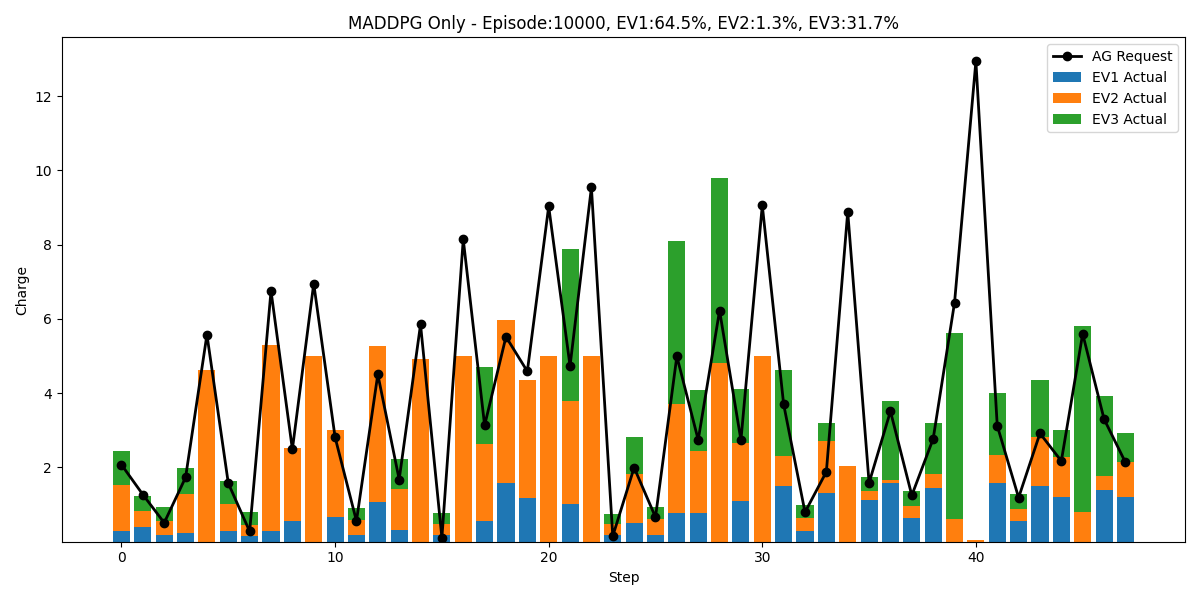 MADDPG Only - Episode:10000, EV1:64.5%, EV2:1.3%, EV3:31.7%
AG Request
EV1 Actual
EV2 Actual
EV3 Actual
Charge
12
10
8
6
4
2
0 10 20 30 40
Step